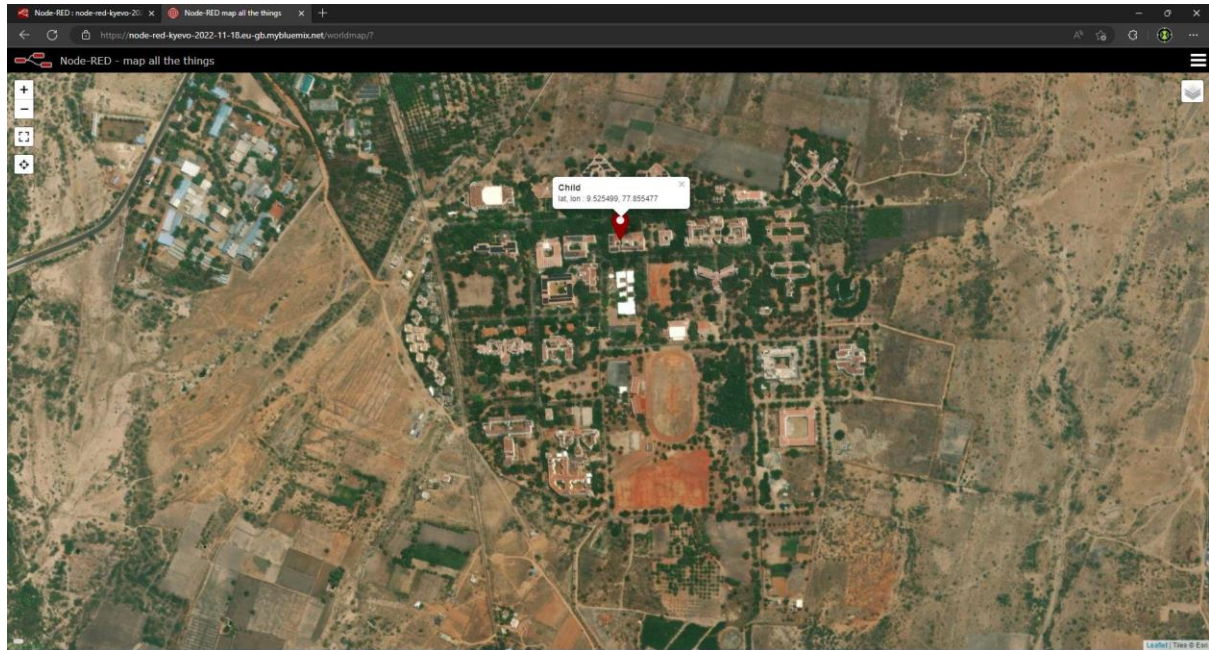 Node-RED : node-red-kyevo-202
Node-RED map all the things
https://node-red-kyevo-2022-11-18.eu-gb.mybluemix.net/worldmap/?
Node-RED - map all the things
Child
lat, lon : 9.525499, 77.855477
Leaflet | Tiles © Esri